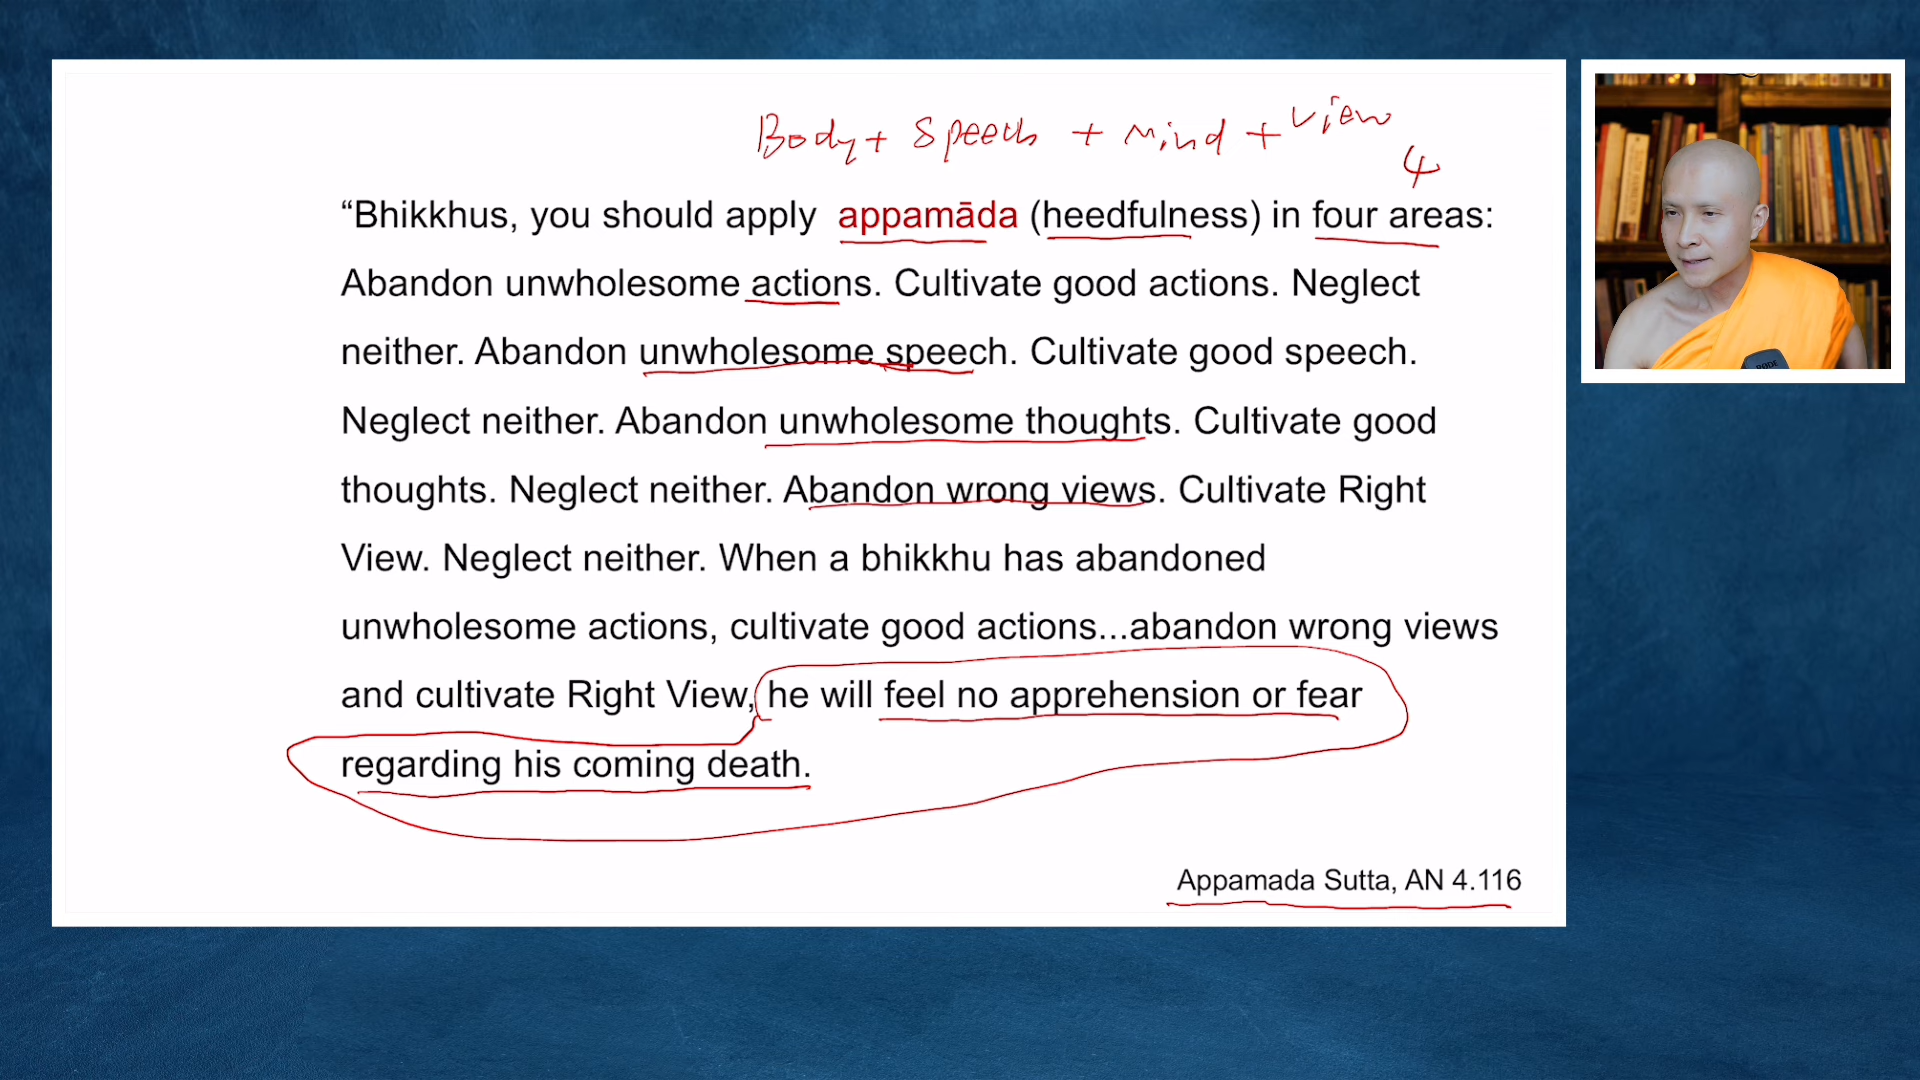 Body + Speech + Mind + View
4
“Bhikkhus, you should apply appamāda (heedfulness) in four areas:
Abandon unwholesome actions. Cultivate good actions. Neglect
neither. Abandon unwholesome speech. Cultivate good speech.
Neglect neither. Abandon unwholesome thoughts. Cultivate good
thoughts. Neglect neither. Abandon wrong views. Cultivate Right
View. Neglect neither. When a bhikkhu has abandoned
unwholesome actions, cultivate good actions...abandon wrong views
and cultivate Right View, he will feel no apprehension or fear
regarding his coming death.
Appamada Sutta, AN 4.116
RODE